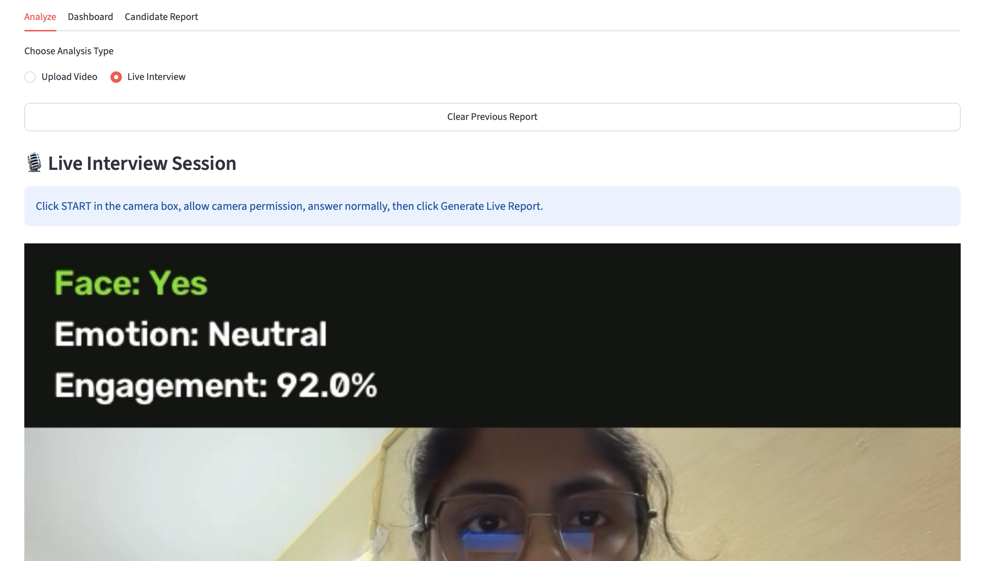 Analyze Dashboard Candidate Report
Choose Analysis Type
Upload Video Live Interview
Clear Previous Report
Live Interview Session
Click START in the camera box, allow camera permission, answer normally, then click Generate Live Report.
Face: Yes
Emotion: Neutral
Engagement: 92.0%